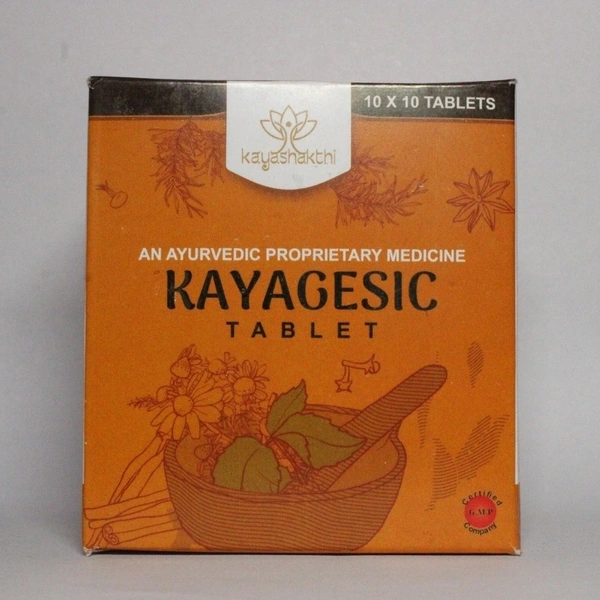 10 X 10 TABLETS
kayashakthi
AN AYURVEDIC PROPRIETARY MEDICINE
KAYAGESIC
TABLET
Certified
G.M.P
Company